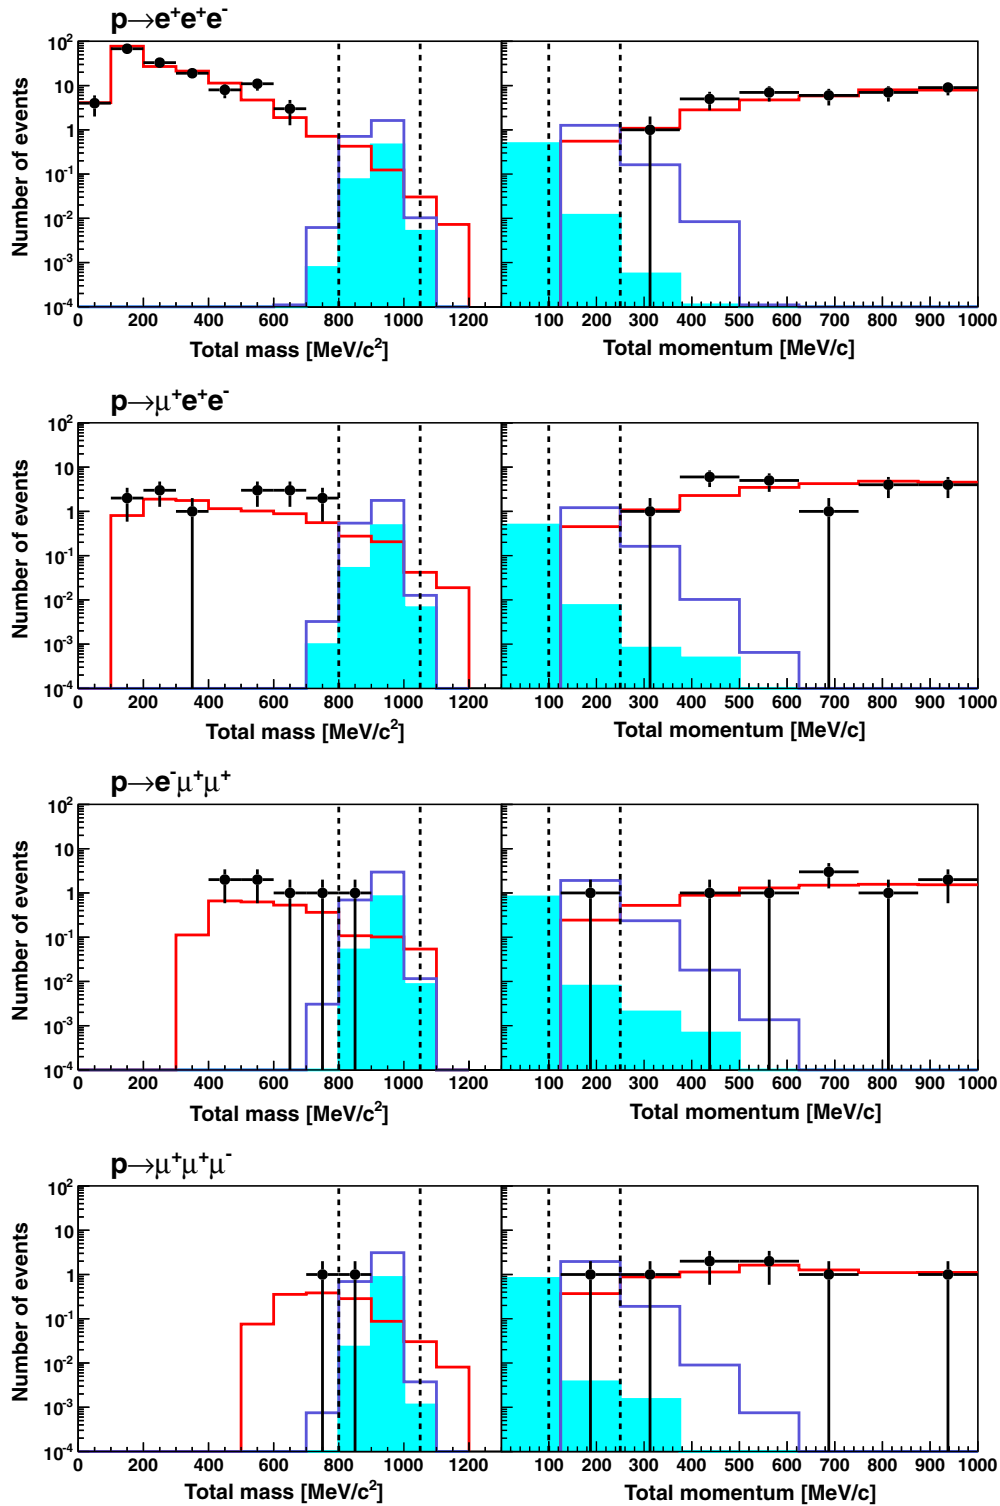 p→e⁺e⁺e⁻
Number of events
10² 10 1 10⁻¹ 10⁻² 10⁻³ 10⁻⁴
0 200 400 600 800 1000 1200
Total mass [MeV/c²]
100 200 300 400 500 600 700 800 900 1000
Total momentum [MeV/c]
p→μ⁺e⁺e⁻
Number of events
10² 10 1 10⁻¹ 10⁻² 10⁻³ 10⁻⁴
0 200 400 600 800 1000 1200
Total mass [MeV/c²]
100 200 300 400 500 600 700 800 900 1000
Total momentum [MeV/c]
p→e⁻μ⁺μ⁺
Number of events
10² 10 1 10⁻¹ 10⁻² 10⁻³ 10⁻⁴
0 200 400 600 800 1000 1200
Total mass [MeV/c²]
100 200 300 400 500 600 700 800 900 1000
Total momentum [MeV/c]
p→μ⁺μ⁺μ⁻
Number of events
10² 10 1 10⁻¹ 10⁻² 10⁻³ 10⁻⁴
0 200 400 600 800 1000 1200
Total mass [MeV/c²]
100 200 300 400 500 600 700 800 900 1000
Total momentum [MeV/c]